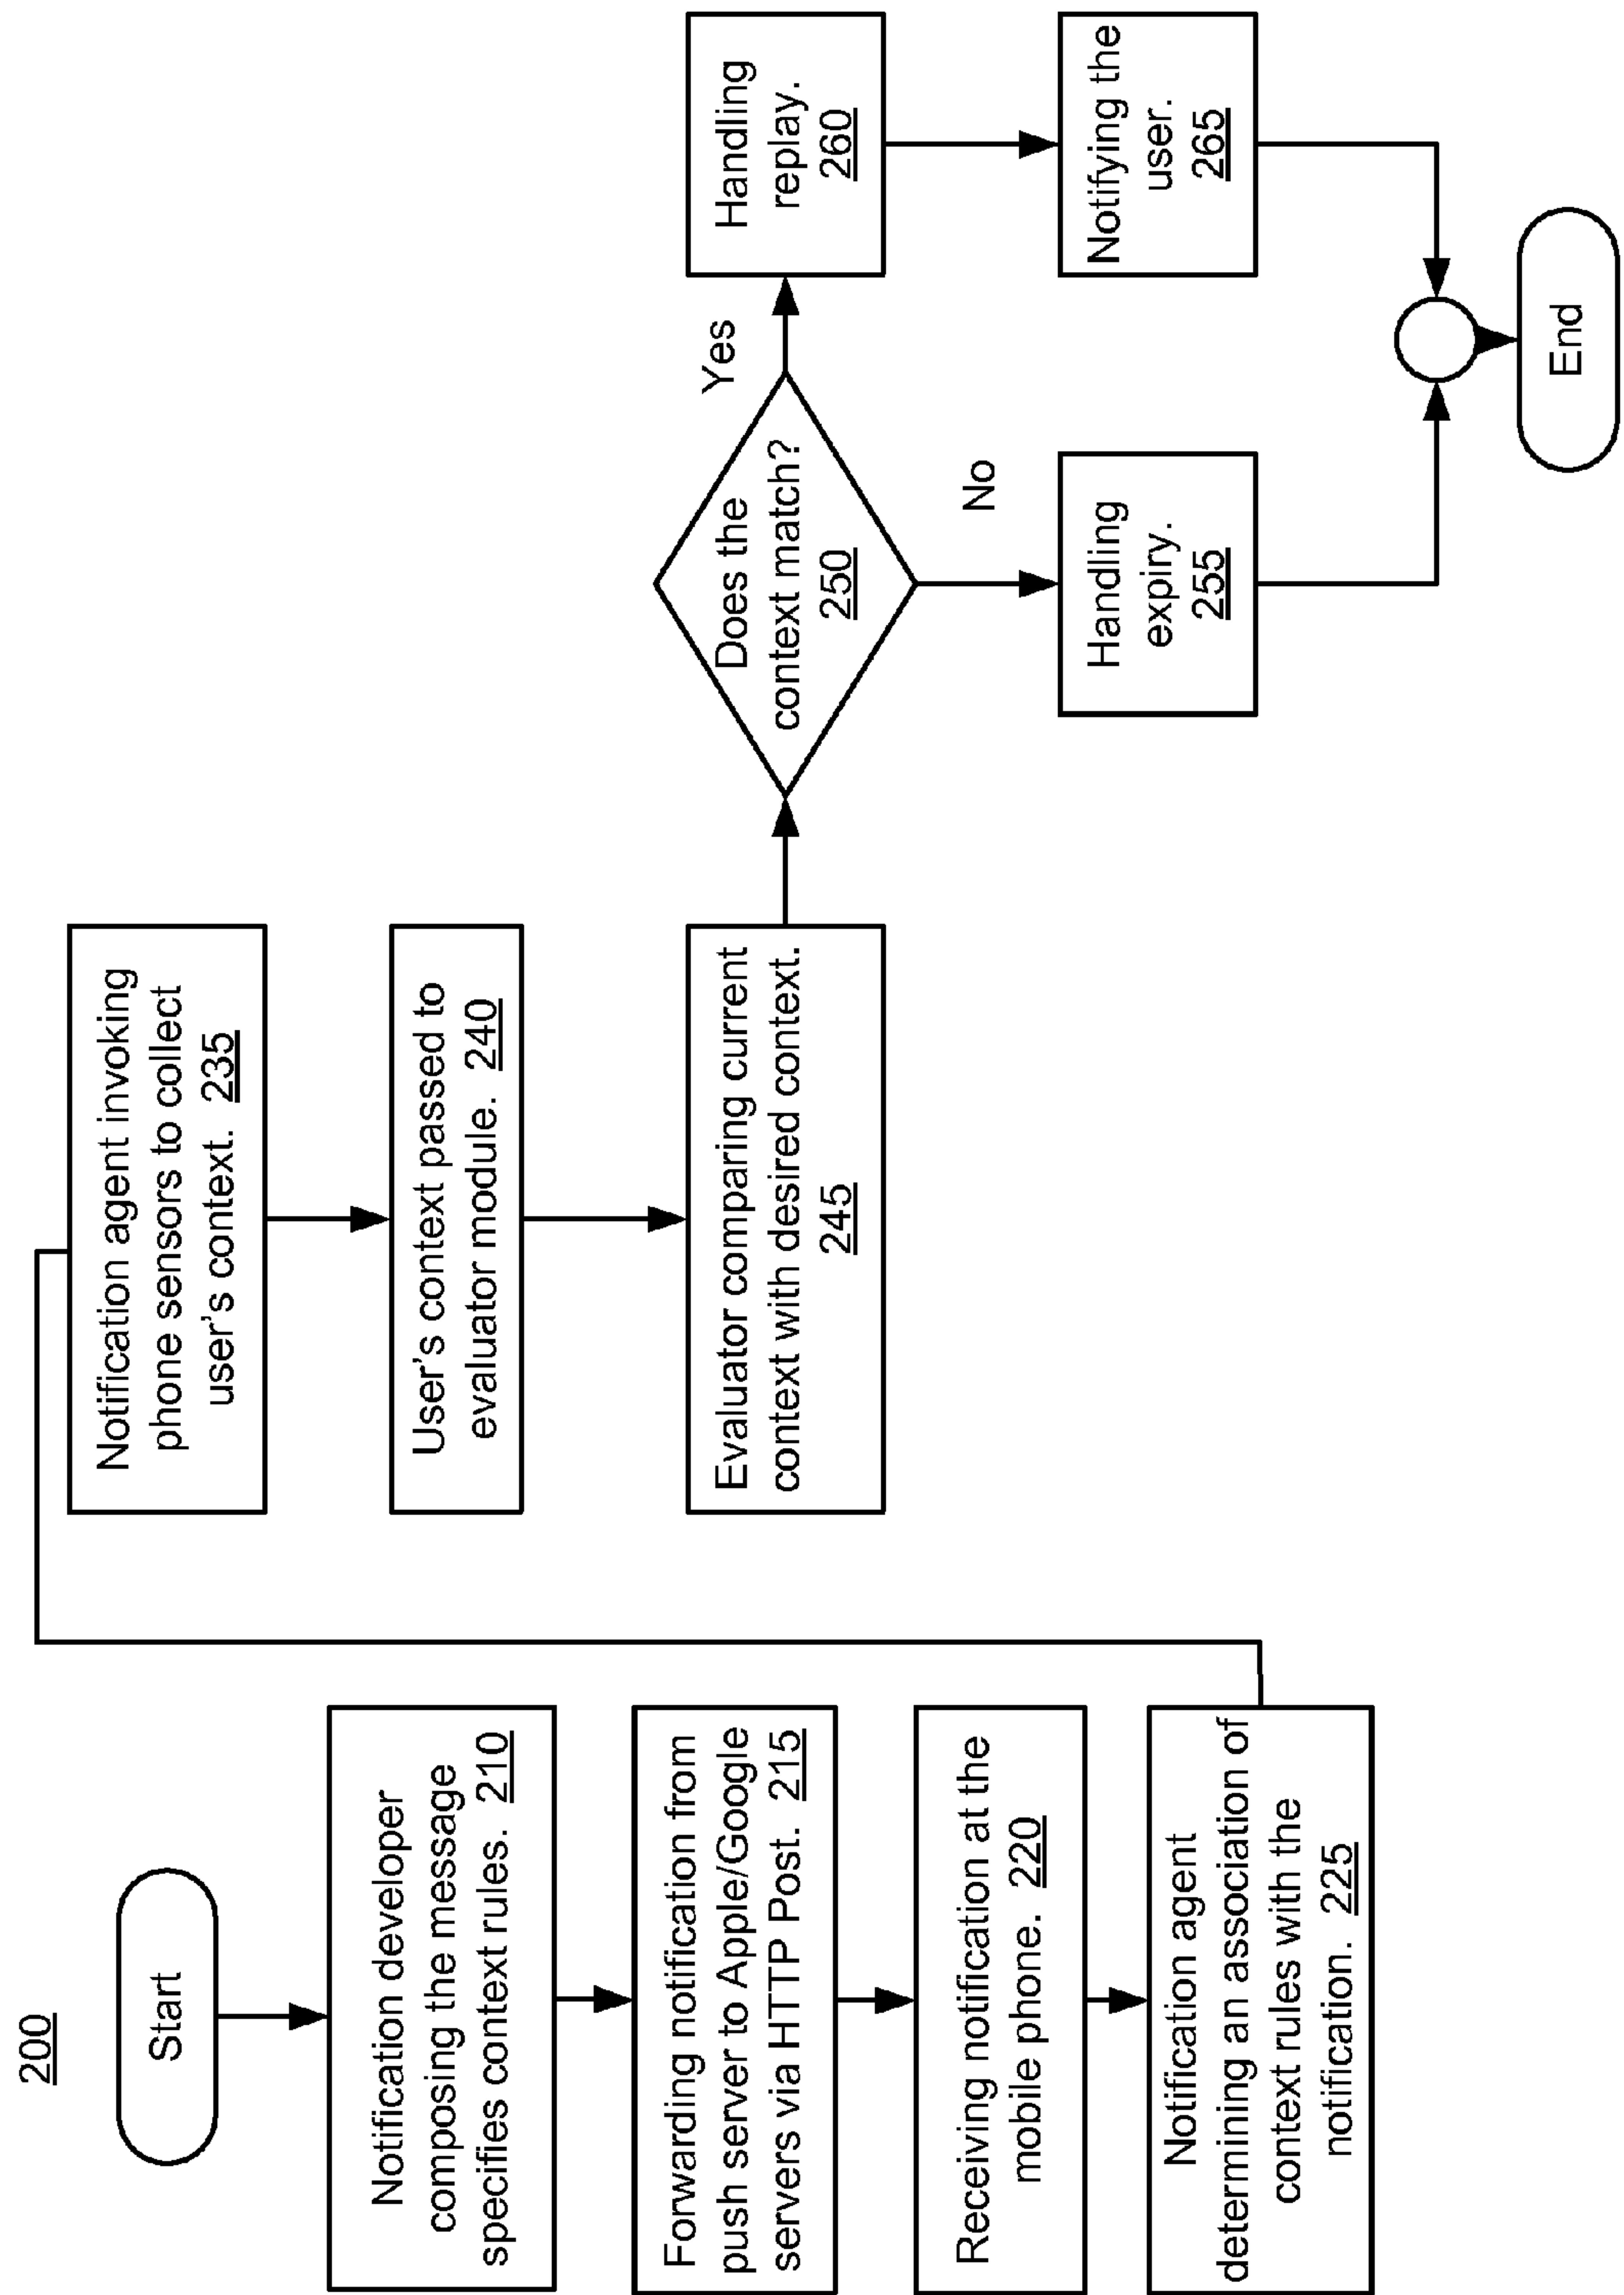 200
Start
Notification developer
composing the message
specifies context rules. 210
Forwarding notification from
push server to Apple/Google
servers via HTTP Post. 215
Receiving notification at the
mobile phone. 220
Notification agent
determining an association of
context rules with the
notification. 225
Notification agent invoking
phone sensors to collect
user's context. 235
User's context passed to
evaluator module. 240
Evaluator comparing current
context with desired context.
245
Does the
context match?
250
Yes
No
Handling
expiry.
255
Handling
replay.
260
Notifying the
user.
265
End